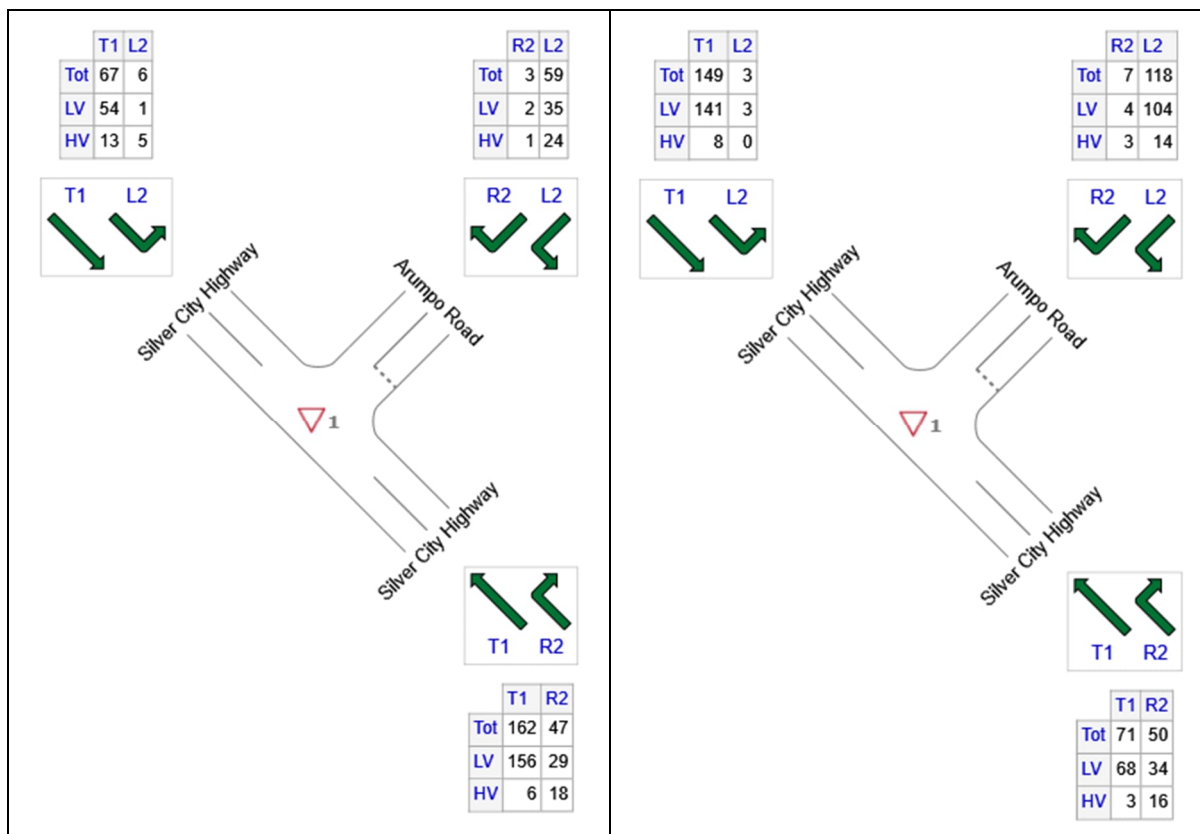 T1 L2
Tot 67 6
LV 54 1
HV 13 5
R2 L2
Tot 3 59
LV 2 35
HV 1 24
T1 L2
R2 L2
Silver City Highway
Arumpo Road
1
Silver City Highway
T1 R2
T1 R2
Tot 162 47
LV 156 29
HV 6 18
T1 L2
Tot 149 3
LV 141 3
HV 8 0
R2 L2
Tot 7 118
LV 4 104
HV 3 14
T1 L2
R2 L2
Silver City Highway
Arumpo Road
1
Silver City Highway
T1 R2
T1 R2
Tot 71 50
LV 68 34
HV 3 16